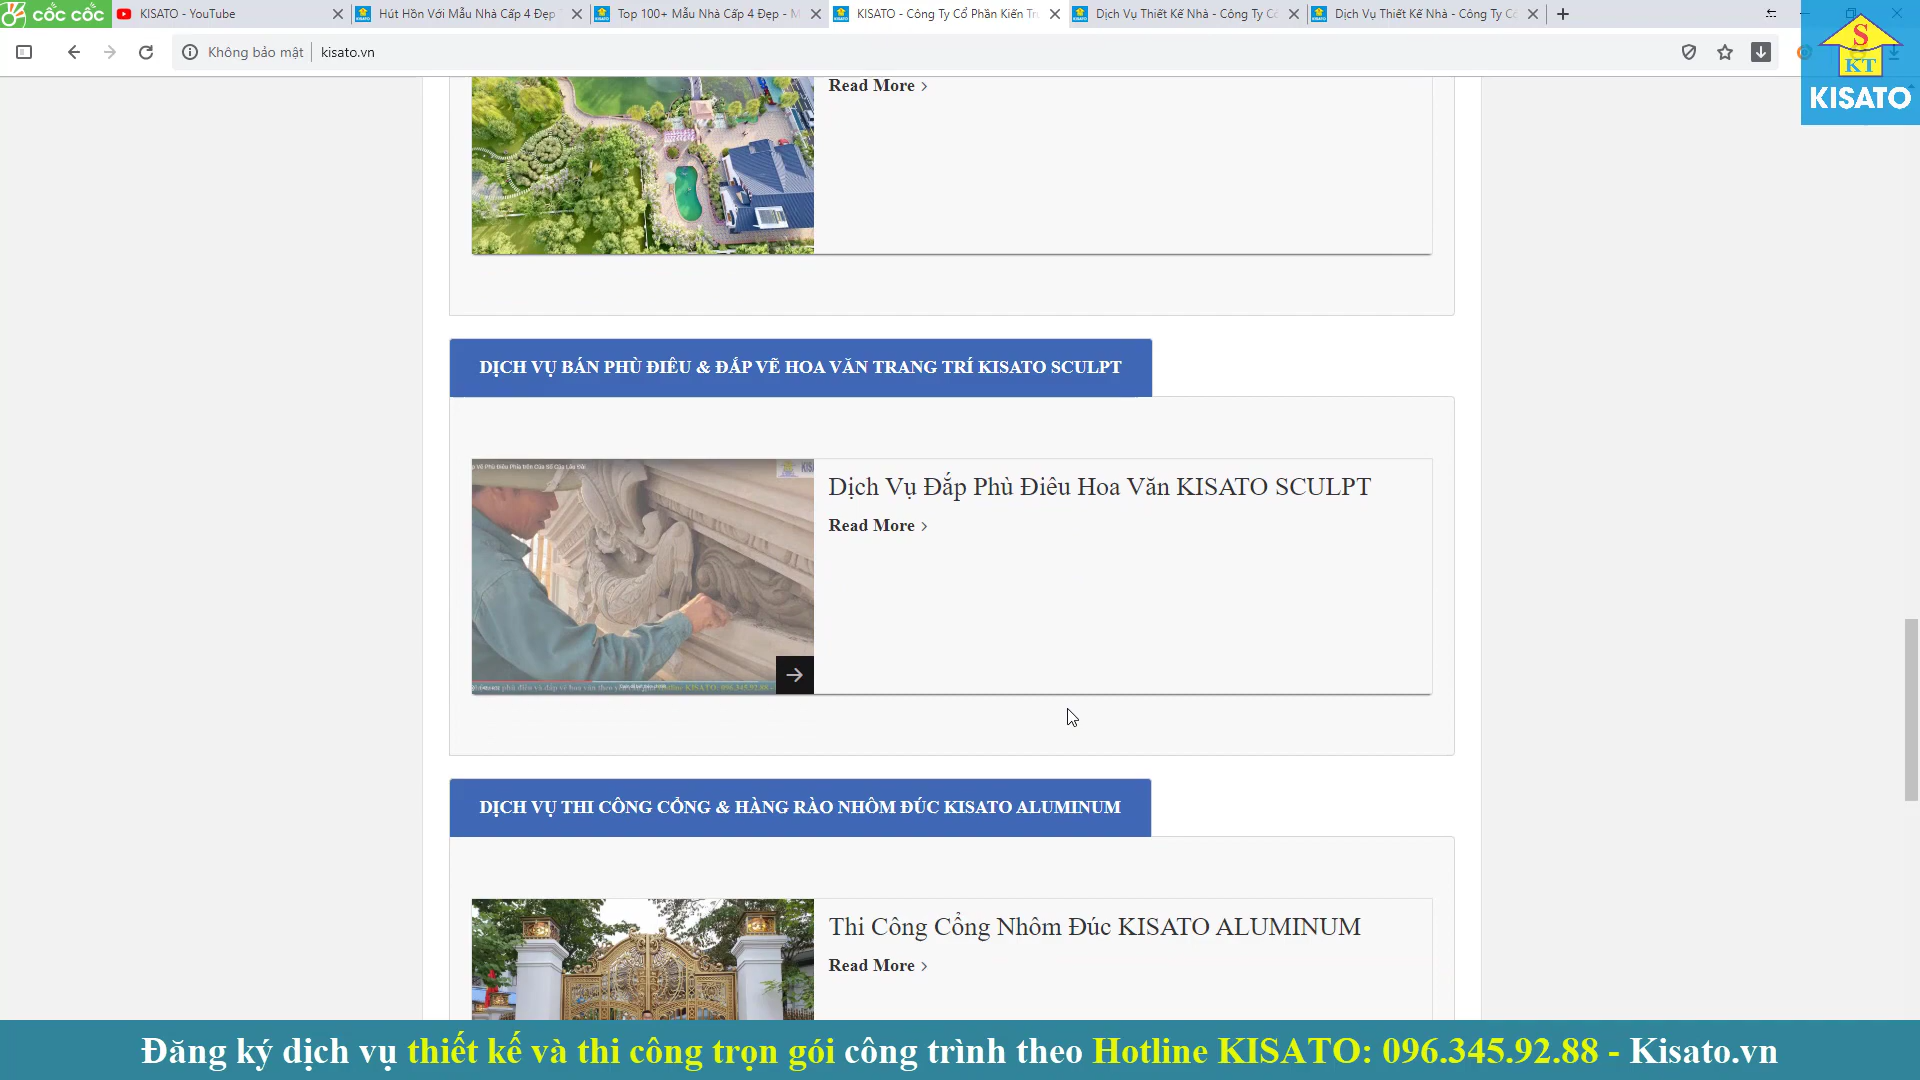 cốc cốc
KISATO - YouTube
Hút Hồn Với Mẫu Nhà Cấp 4 Đẹp
Top 100+ Mẫu Nhà Cấp 4 Đẹp - M
KISATO - Công Ty Cổ Phần Kiến Tr
Dịch Vụ Thiết Kế Nhà - Công Ty Cổ
Dịch Vụ Thiết Kế Nhà - Công Ty Cổ
Không bảo mật
kisato.vn
S
KT
KISATO
Read More
DỊCH VỤ BÁN PHÙ ĐIÊU & ĐẮP VẼ HOA VĂN TRANG TRÍ KISATO SCULPT
Dịch Vụ Đắp Phù Điêu Hoa Văn KISATO SCULPT
Read More
DỊCH VỤ THI CÔNG CỔNG & HÀNG RÀO NHÔM ĐÚC KISATO ALUMINUM
Thi Công Cổng Nhôm Đúc KISATO ALUMINUM
Read More
Đăng ký dịch vụ thiết kế và thi công trọn gói công trình theo Hotline KISATO: 096.345.92.88 - Kisato.vn